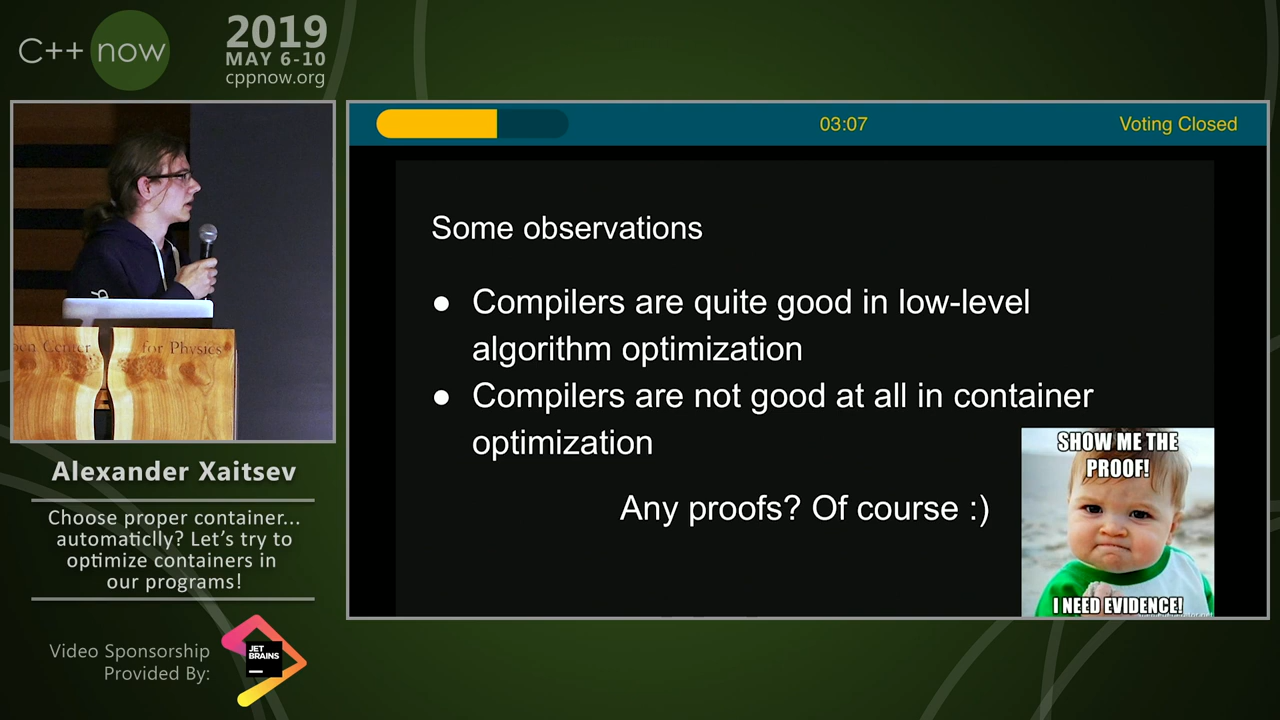 C++ now
2019
MAY 6-10
cppnow.org
03:07
Voting Closed
Some observations
● Compilers are quite good in low-level
algorithm optimization
● Compilers are not good at all in container
optimization
Any proofs? Of course :)
SHOW ME THE
PROOF!
I NEED EVIDENCE!
Center for Physics
Alexander Xaitsev
Choose proper container...
automaticlly? Let's try to
optimize containers in
our programs!
Video Sponsorship
Provided By:
JET
BRAINS